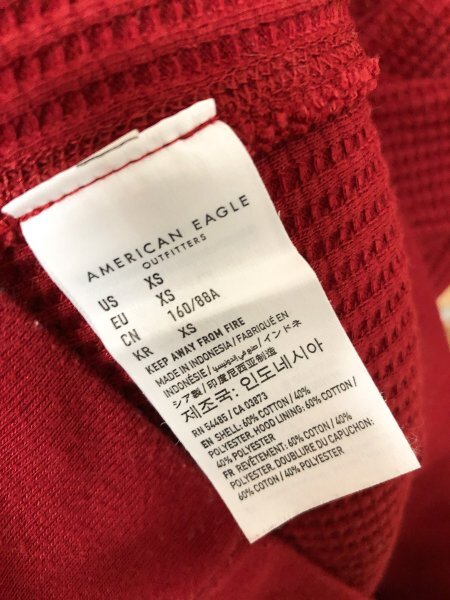 AMERICAN EAGLE
OUTFITTERS
US XS
EU XS
CN 160/88A
KR XS
KEEP AWAY FROM FIRE
MADE IN INDONESIA / FABRIQUÉ EN
INDONÉSIE / صنع في اندونيسيا / インドネ
シア製 / 印度尼西亚制造
제조국: 인도네시아
RN 54485 / CA 03873
EN SHELL: 60% COTTON / 40%
POLYESTER. HOOD LINING: 60% COTTON /
40% POLYESTER
FR REVÊTEMENT: 60% COTON / 40%
POLYESTER. DOUBLURE DU CAPUCHON:
60% COTON / 40% POLYESTER